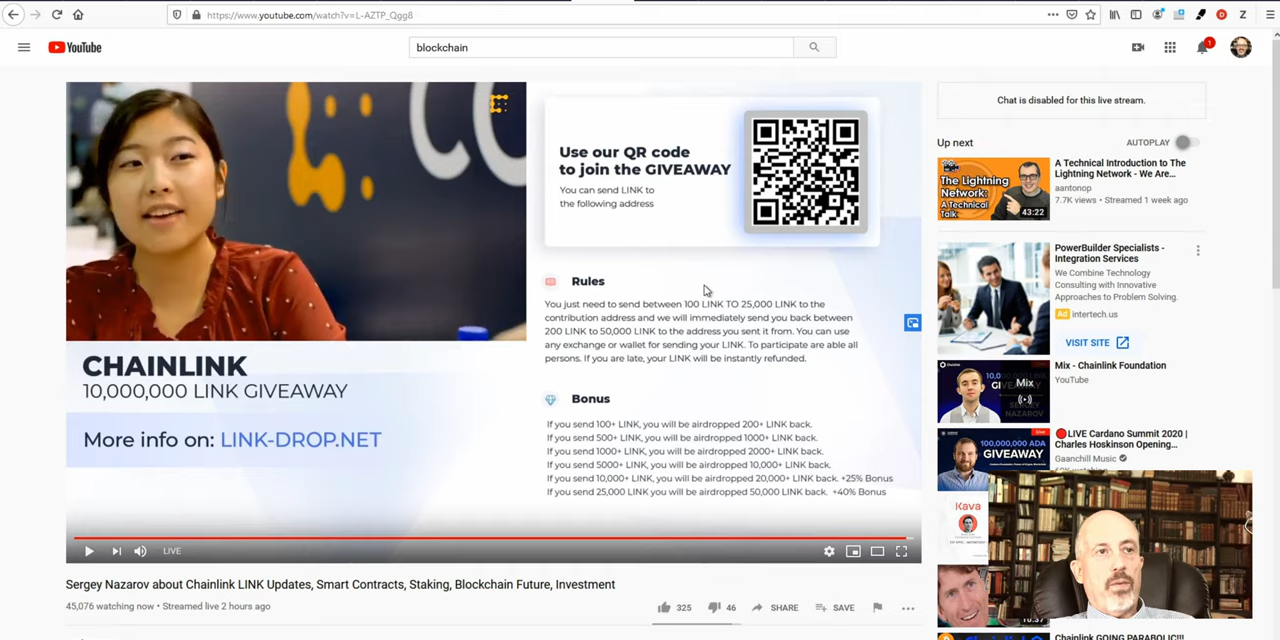 https://www.youtube.com/watch?v=L-AZTP_Qgg8
YouTube
blockchain
1
CO
Use our QR code
to join the GIVEAWAY
You can send LINK to
the following address
Rules
You just need to send between 100 LINK TO 25,000 LINK to the
contribution address and we will immediately send you back between
200 LINK to 50,000 LINK to the address you sent it from. You can use
any exchange or wallet for sending your LINK. To participate are able all
persons. If you are late, your LINK will be instantly refunded.
Bonus
If you send 100+ LINK, you will be airdropped 200+ LINK back.
If you send 500+ LINK, you will be airdropped 1000+ LINK back.
If you send 1000+ LINK, you will be airdropped 2000+ LINK back.
If you send 5000+ LINK, you will be airdropped 10,000+ LINK back.
If you send 10,000+ LINK, you will be airdropped 20,000+ LINK back. +25% Bonus
If you send 25,000 LINK you will be airdropped 50,000 LINK back. +40% Bonus
CHAINLINK
10,000,000 LINK GIVEAWAY
More info on: LINK-DROP.NET
LIVE
Sergey Nazarov about Chainlink LINK Updates, Smart Contracts, Staking, Blockchain Future, Investment
45,076 watching now • Streamed live 2 hours ago
325
46
SHARE
SAVE
Chat is disabled for this live stream.
Up next
AUTOPLAY
The Lightning
Network:
A Technical
Talk
43:22
A Technical Introduction to The
Lightning Network - We Are...
aantonop
7.7K views • Streamed 1 week ago
PowerBuilder Specialists -
Integration Services
We Combine Technology
Consulting with Innovative
Approaches to Problem Solving.
Ad intertech.us
VISIT SITE
Mix
Mix - Chainlink Foundation
YouTube
100,000,000 ADA
GIVEAWAY
LIVE Cardano Summit 2020 |
Charles Hoskinson Opening...
Gaanchill Music
Kava
10:37
Chainlink GOING PARABOLIC!!!